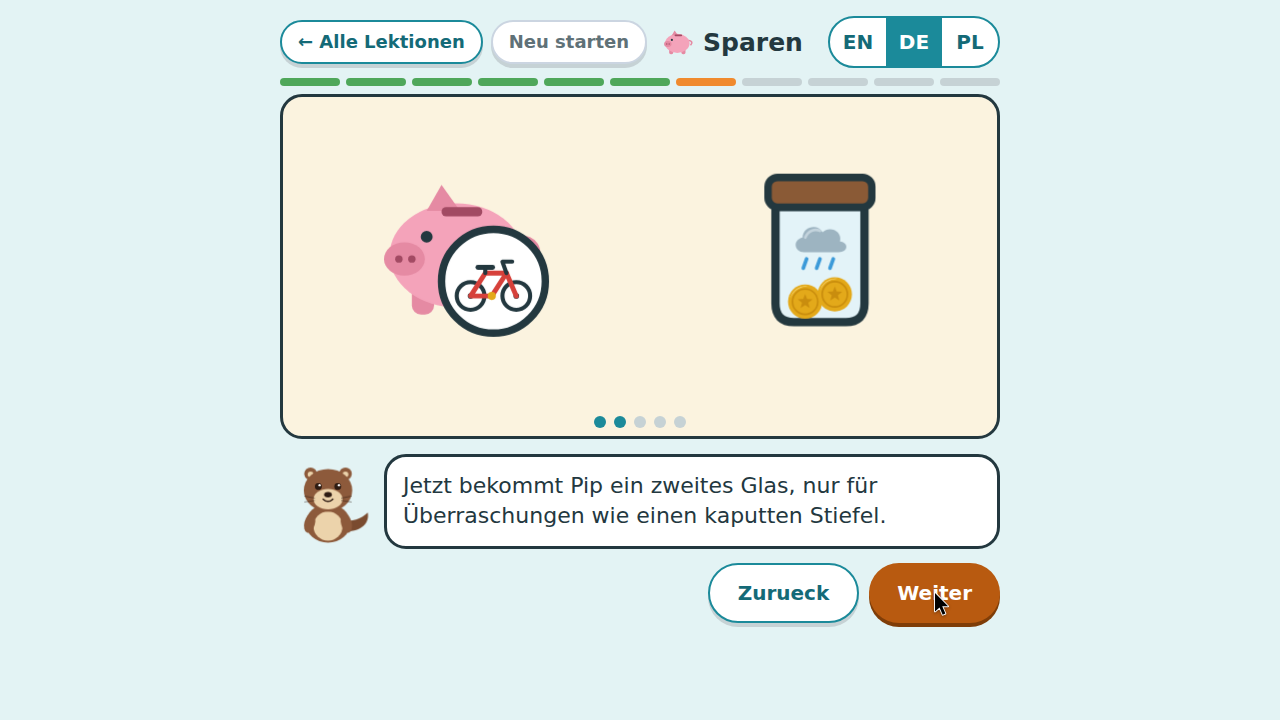 ← Alle Lektionen
Neu starten
Sparen
EN
DE
PL
Jetzt bekommt Pip ein zweites Glas, nur für
Überraschungen wie einen kaputten Stiefel.
Zurueck
Weiter